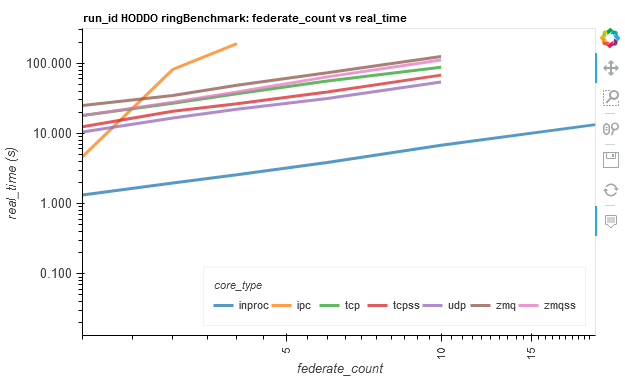 run_id HODDO ringBenchmark: federate_count vs real_time
100.000
10.000
1.000
0.100
real_time (s)
core_type
inproc ipc tcp tcpss udp zmq zmqss
5 10 15
federate_count